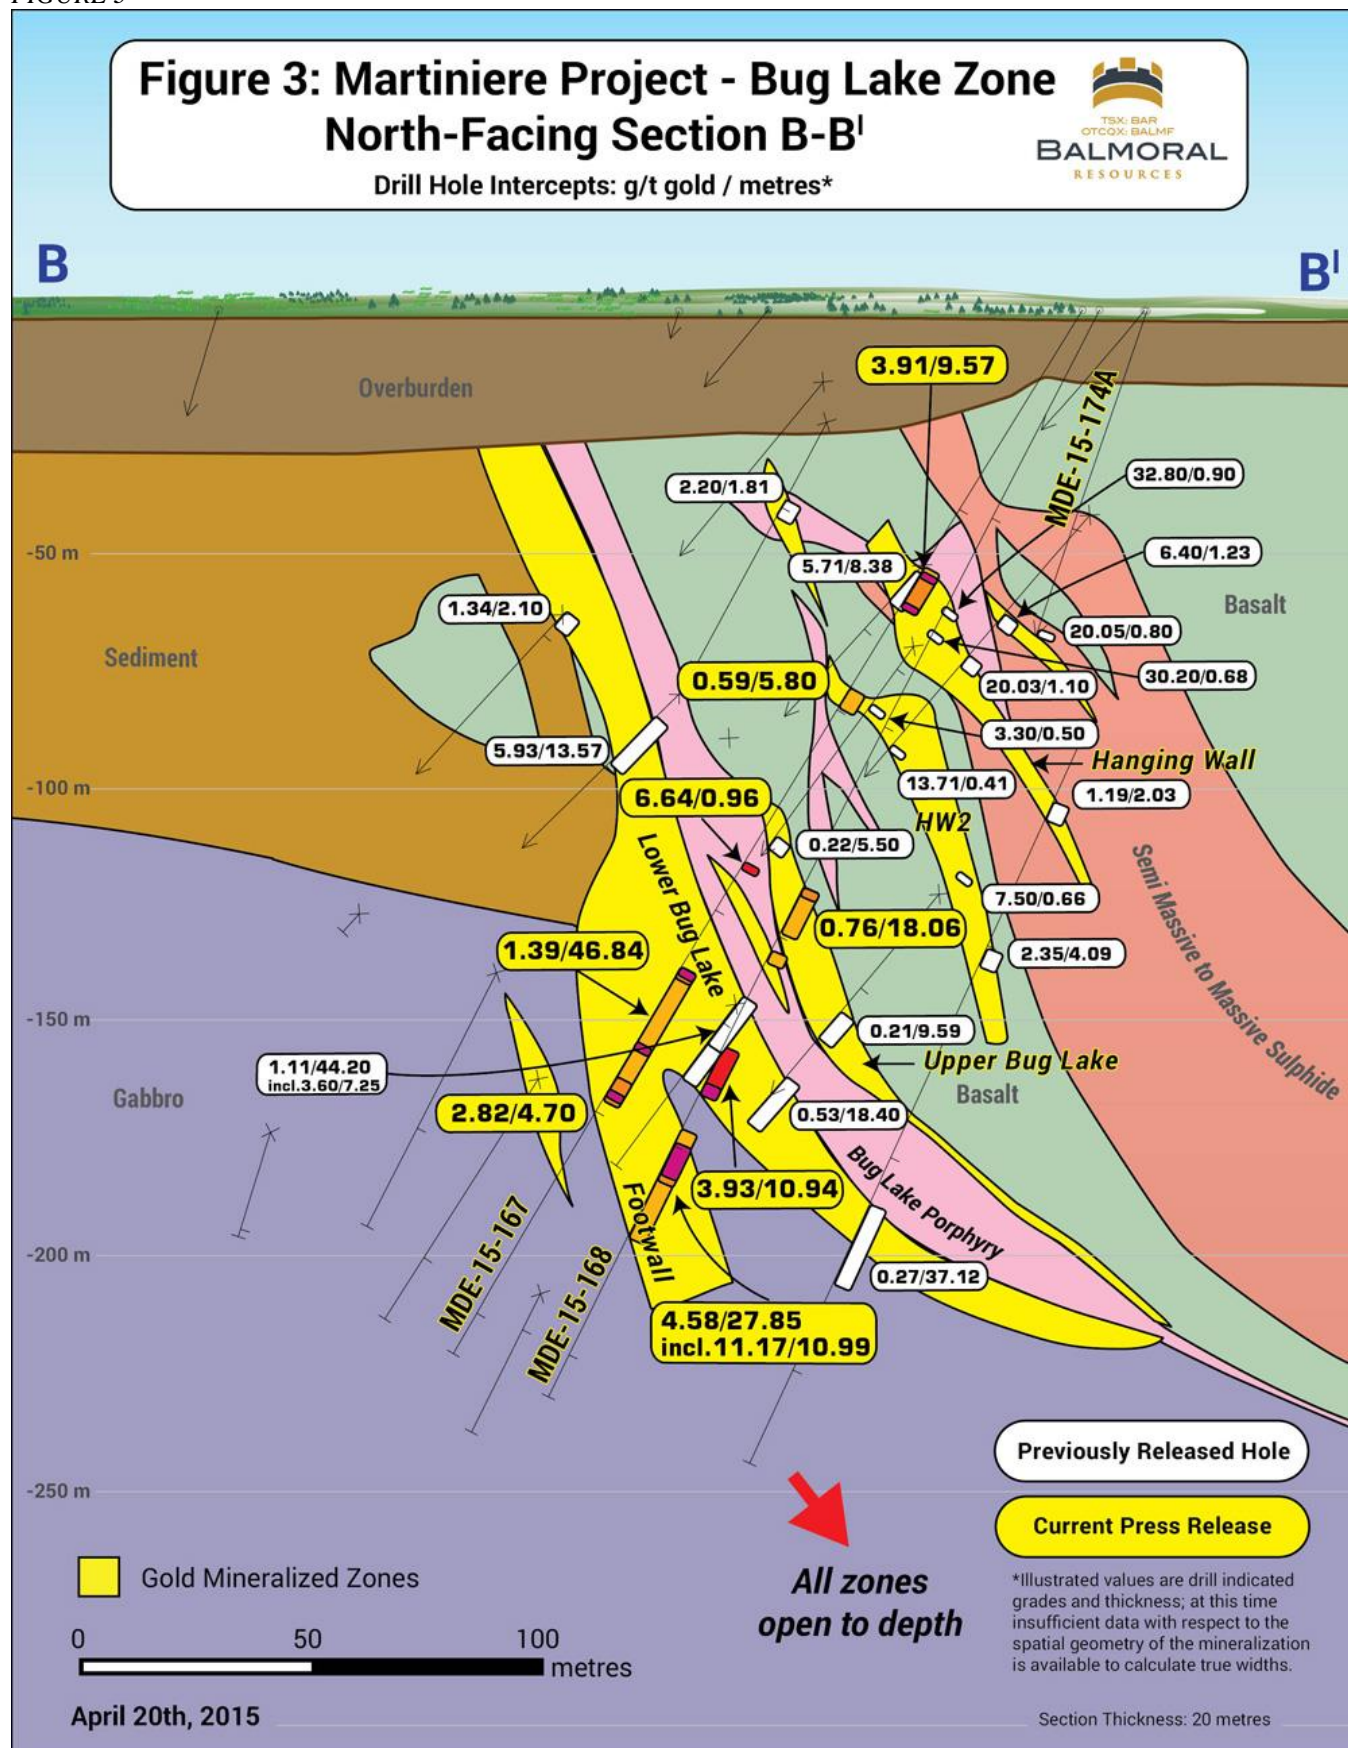 FIGURE 3
Figure 3: Martiniere Project - Bug Lake Zone
North-Facing Section B-B|
Drill Hole Intercepts: g/t gold / metres*
TSX: BAR
OTCQX: BALMF
BALMORAL
RESOURCES
B
B|
3.91/9.57
Overburden
MDE-15-174A
2.20/1.81
32.80/0.90
-50 m
5.71/8.38
6.40/1.23
1.34/2.10
Basalt
20.05/0.80
Sediment
0.59/5.80
20.03/1.10
30.20/0.68
5.93/13.57
3.30/0.50
Hanging Wall
-100 m
6.64/0.96
13.71/0.41
1.19/2.03
HW2
0.22/5.50
Lower Bug Lake
Semi Massive to Massive Sulphide
7.50/0.66
0.76/18.06
1.39/46.84
2.35/4.09
-150 m
0.21/9.59
1.11/44.20
incl.3.60/7.25
Upper Bug Lake
Gabbro
Basalt
2.82/4.70
0.53/18.40
Bug Lake Porphyry
3.93/10.94
Footwall
MDE-15-167
-200 m
MDE-15-168
0.27/37.12
4.58/27.85
incl.11.17/10.99
Previously Released Hole
-250 m
Current Press Release
Gold Mineralized Zones
All zones
open to depth
*Illustrated values are drill indicated
grades and thickness; at this time
insufficient data with respect to the
spatial geometry of the mineralization
is available to calculate true widths.
0 50 100
metres
April 20th, 2015
Section Thickness: 20 metres